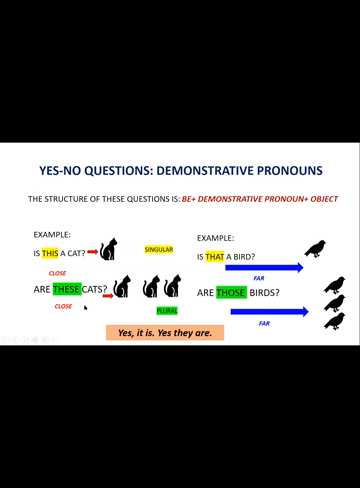 YES-NO QUESTIONS: DEMONSTRATIVE PRONOUNS
THE STRUCTURE OF THESE QUESTIONS IS: BE+ DEMONSTRATIVE PRONOUN+ OBJECT
EXAMPLE:
IS THIS A CAT?
SINGULAR
CLOSE
ARE THESE CATS?
CLOSE
PLURAL
EXAMPLE:
IS THAT A BIRD?
FAR
ARE THOSE BIRDS?
FAR
Yes, it is. Yes they are.